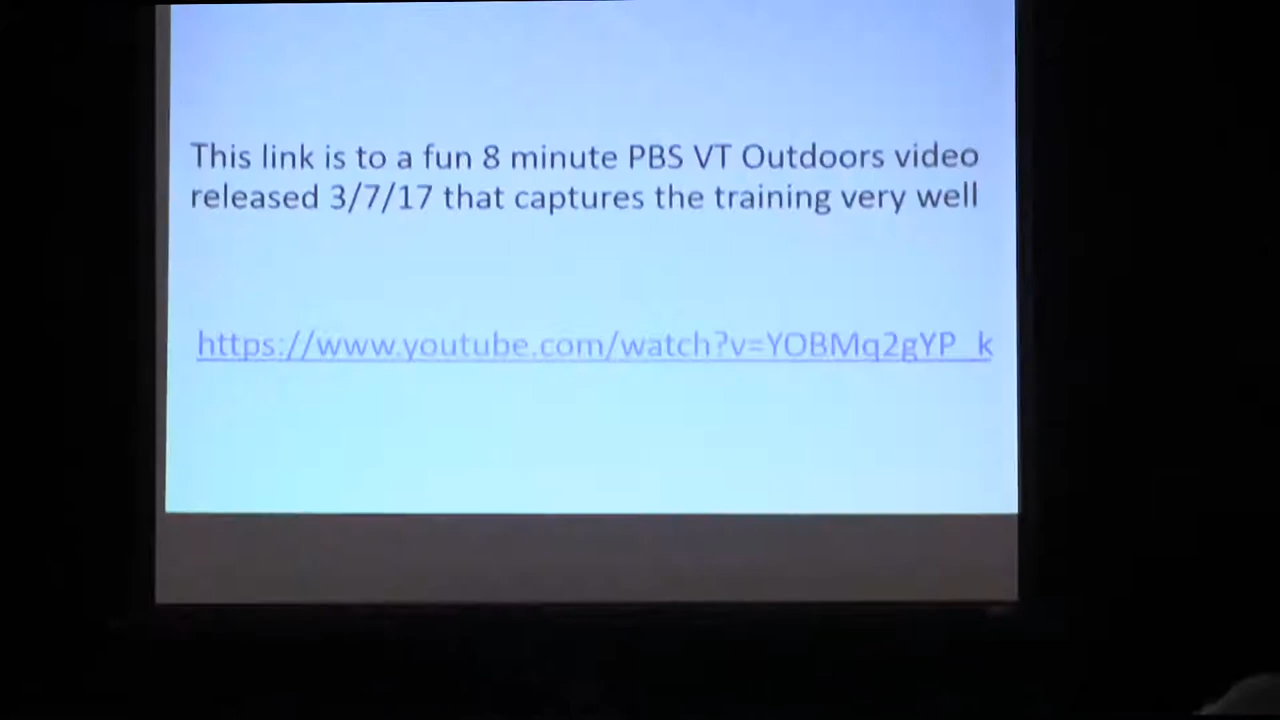 This link is to a fun 8 minute PBS VT Outdoors video
released 3/7/17 that captures the training very well
https://www.youtube.com/watch?v=YOBMq2gYP_k